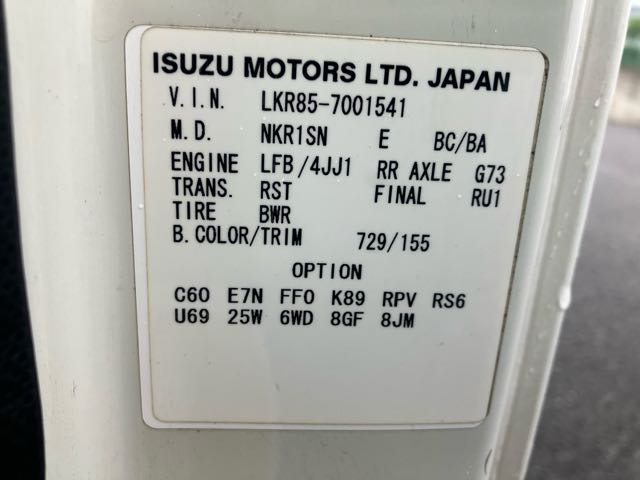 ISUZU MOTORS LTD. JAPAN
V.I.N. LKR85-7001541
M.D. NKR1SN E BC/BA
ENGINE LFB/4JJ1 RR AXLE G73
TRANS. RST FINAL RU1
TIRE BWR
B.COLOR/TRIM 729/155
OPTION
C60 E7N FFO K89 RPV RS6
U69 25W 6WD 8GF 8JM